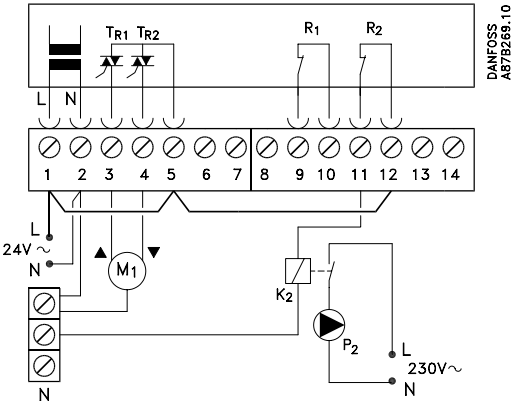 TR1 TR2 R1 R2
DANFOSS
A87B269.10
L N
1 2 3 4 5 6 7 8 9 10 11 12 13 14
L
24V ~
N
▲ M1 ▼
K2
P2
L
230V~
N
N